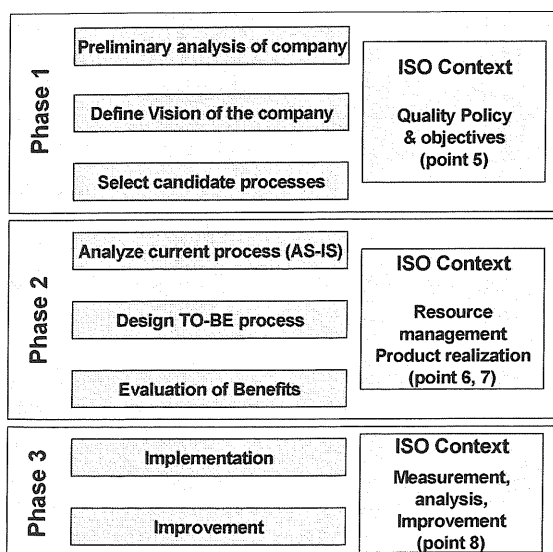 Phase 1
Preliminary analysis of company
Define Vision of the company
Select candidate processes
ISO Context
Quality Policy
& objectives
(point 5)
Phase 2
Analyze current process (AS-IS)
Design TO-BE process
Evaluation of Benefits
ISO Context
Resource
management
Product realization
(point 6, 7)
Phase 3
Implementation
Improvement
ISO Context
Measurement,
analysis,
Improvement
(point 8)